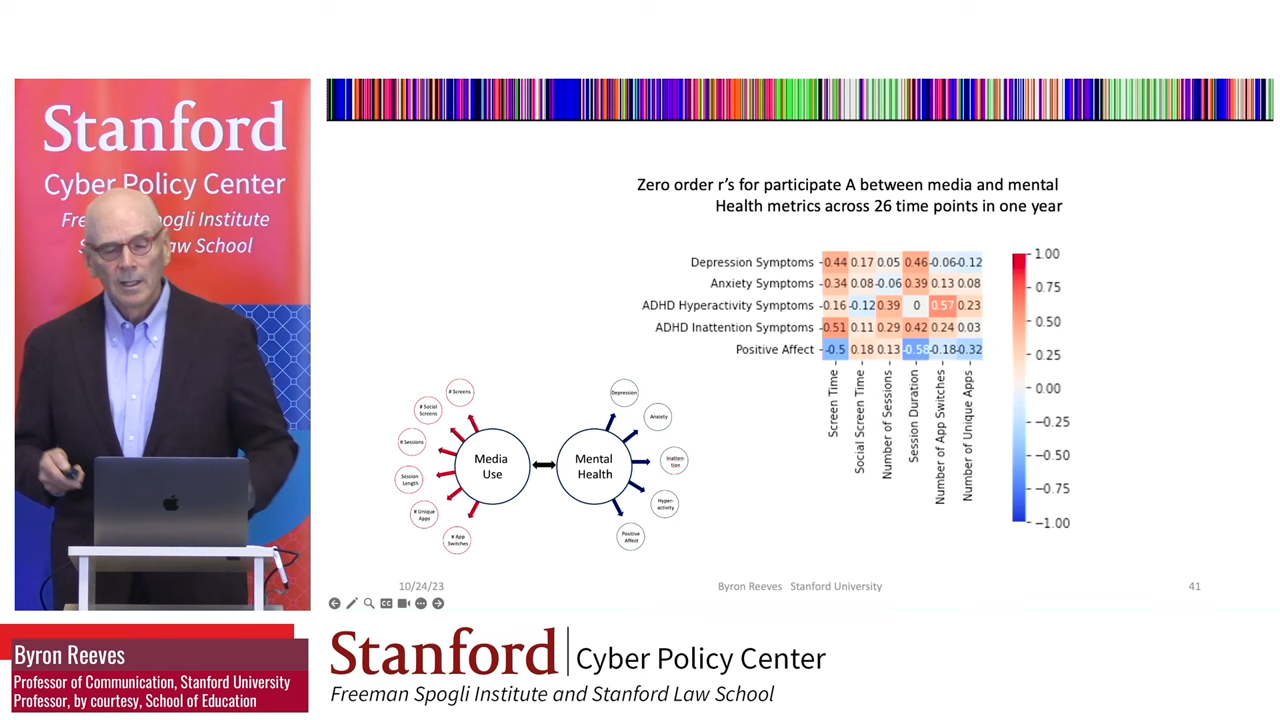 Stanford
Cyber Policy Center
Freeman Spogli Institute
Law School
Zero order r's for participate A between media and mental
Health metrics across 26 time points in one year
Depression Symptoms 0.44 0.17 0.05 0.46 -0.06 -0.12
Anxiety Symptoms 0.34 0.08 -0.06 0.39 0.13 0.08
ADHD Hyperactivity Symptoms 0.16 -0.12 0.39 0 0.57 0.23
ADHD Inattention Symptoms 0.51 0.11 0.29 0.42 0.24 0.03
Positive Affect -0.5 0.18 0.13 -0.58 -0.18 -0.32
Screen Time
Social Screen Time
Number of Sessions
Session Duration
Number of App Switches
Number of Unique Apps
1.00
0.75
0.50
0.25
0.00
−0.25
−0.50
−0.75
−1.00
# Screens
# Social
Screens
# Sessions
Session
Length
# Unique
Apps
# App
Switches
Media
Use
Mental
Health
Depression
Anxiety
Inatten-
tion
Hyper-
activity
Positive
Affect
10/24/23
Byron Reeves Stanford University
41
CC
Byron Reeves
Professor of Communication, Stanford University
Professor, by courtesy, School of Education
Stanford
Cyber Policy Center
Freeman Spogli Institute and Stanford Law School